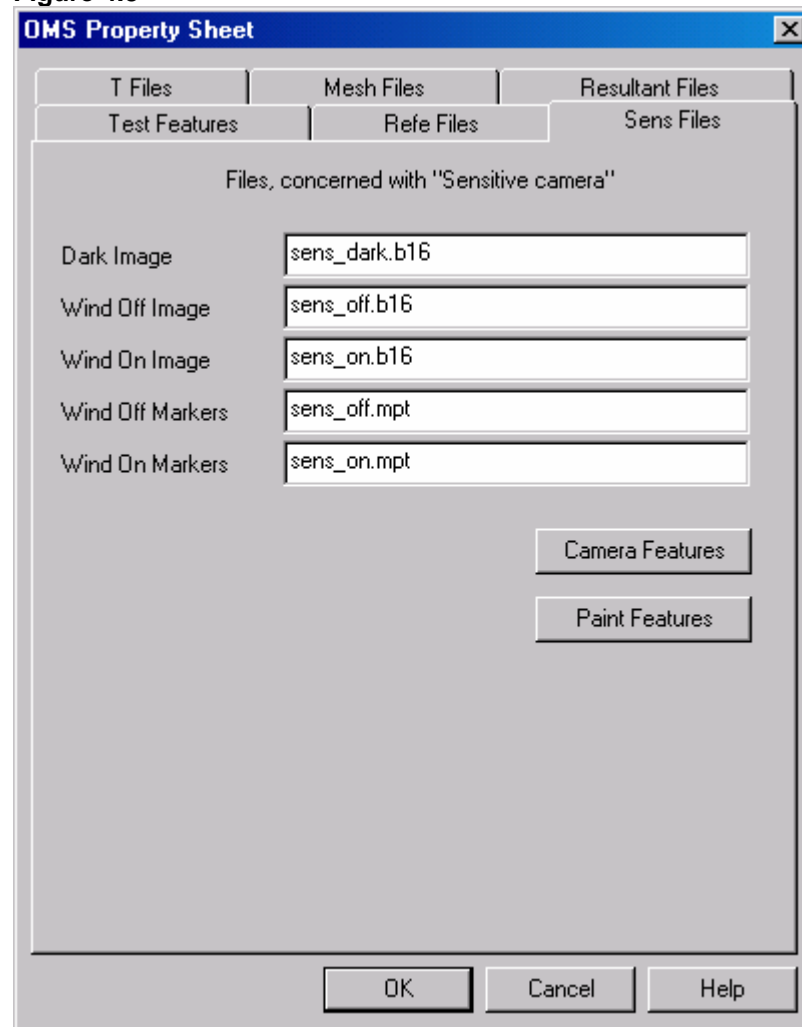 OMS Property Sheet
T Files Mesh Files Resultant Files
Test Features Refe Files Sens Files
Files, concerned with "Sensitive camera"
Dark Image sens_dark.b16
Wind Off Image sens_off.b16
Wind On Image sens_on.b16
Wind Off Markers sens_off.mpt
Wind On Markers sens_on.mpt
Camera Features
Paint Features
OK Cancel Help